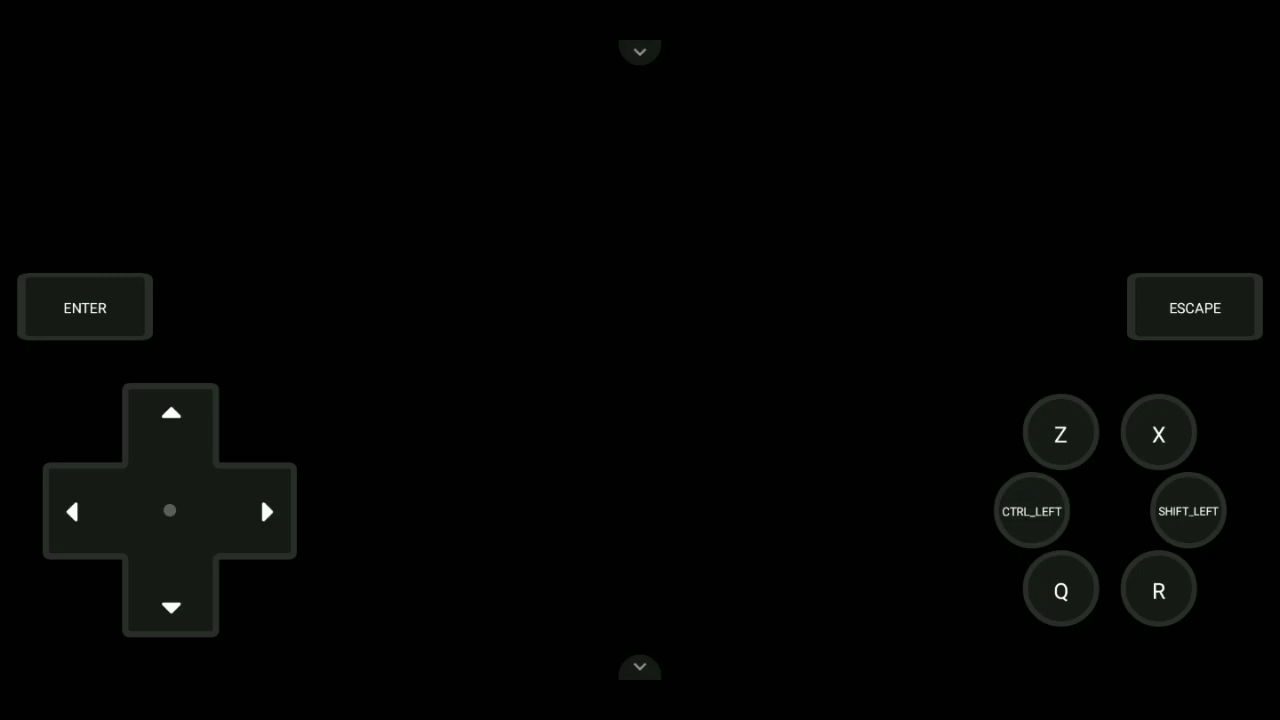 ENTER
ESCAPE
Z
X
CTRL_LEFT
SHIFT_LEFT
Q
R